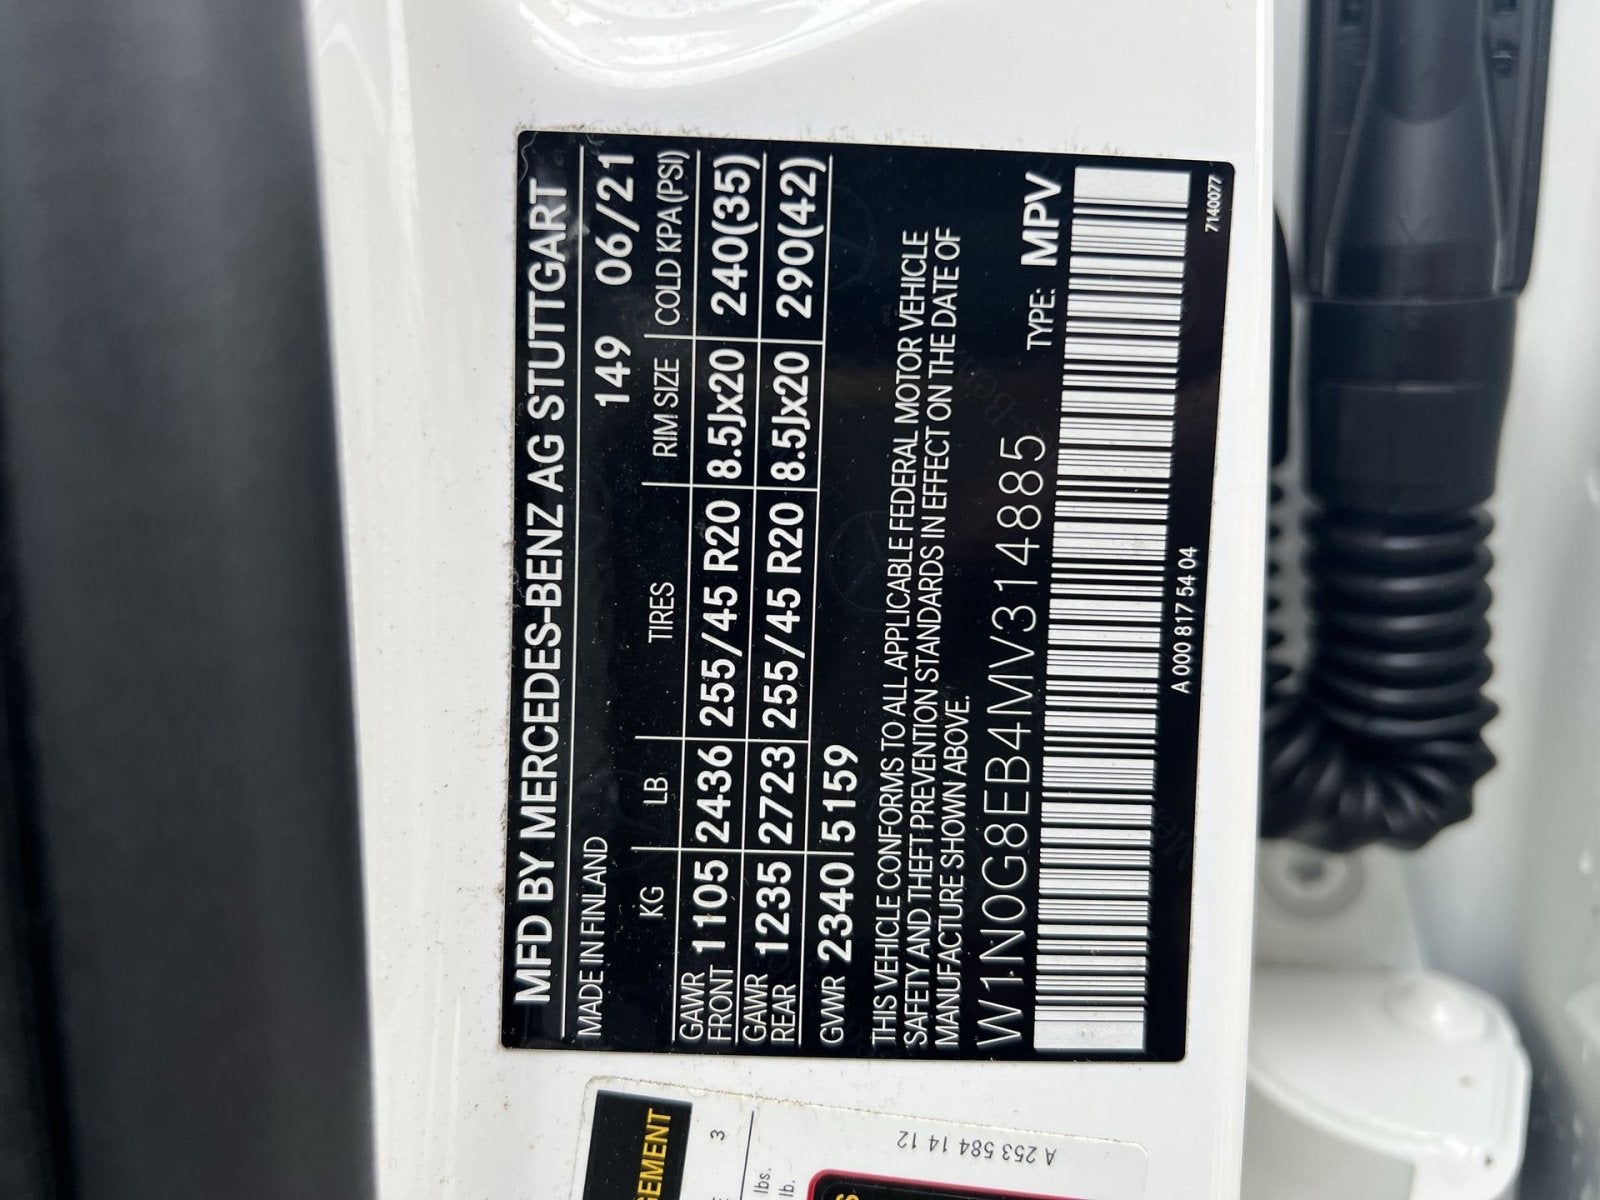 MFD BY MERCEDES-BENZ AG STUTTGART
MADE IN FINLAND 149 06/21
KG LB TIRES RIM SIZE COLD KPA (PSI)
GAWR FRONT 1105 2436 255/45 R20 8.5Jx20 240(35)
GAWR REAR 1235 2723 255/45 R20 8.5Jx20 290(42)
GVWR 2340 5159
THIS VEHICLE CONFORMS TO ALL APPLICABLE FEDERAL MOTOR VEHICLE
SAFETY AND THEFT PREVENTION STANDARDS IN EFFECT ON THE DATE OF
MANUFACTURE SHOWN ABOVE.
W1N0G8EB4MV314885 TYPE: MPV
A 000 817 54 04
7140077
A 253 584 14 12
3
lbs.
lb.